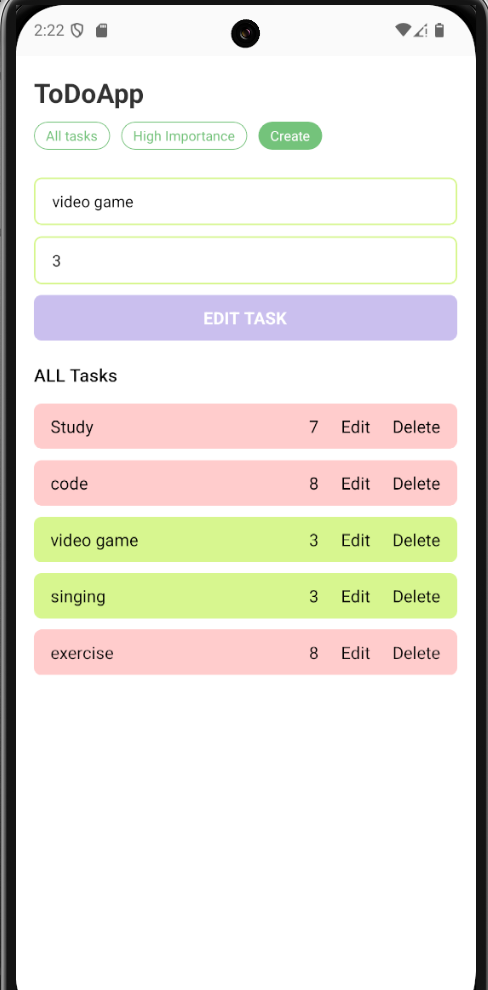 2:22
ToDoApp
All tasks High Importance Create
video game
3
EDIT TASK
ALL Tasks
Study 7 Edit Delete
code 8 Edit Delete
video game 3 Edit Delete
singing 3 Edit Delete
exercise 8 Edit Delete